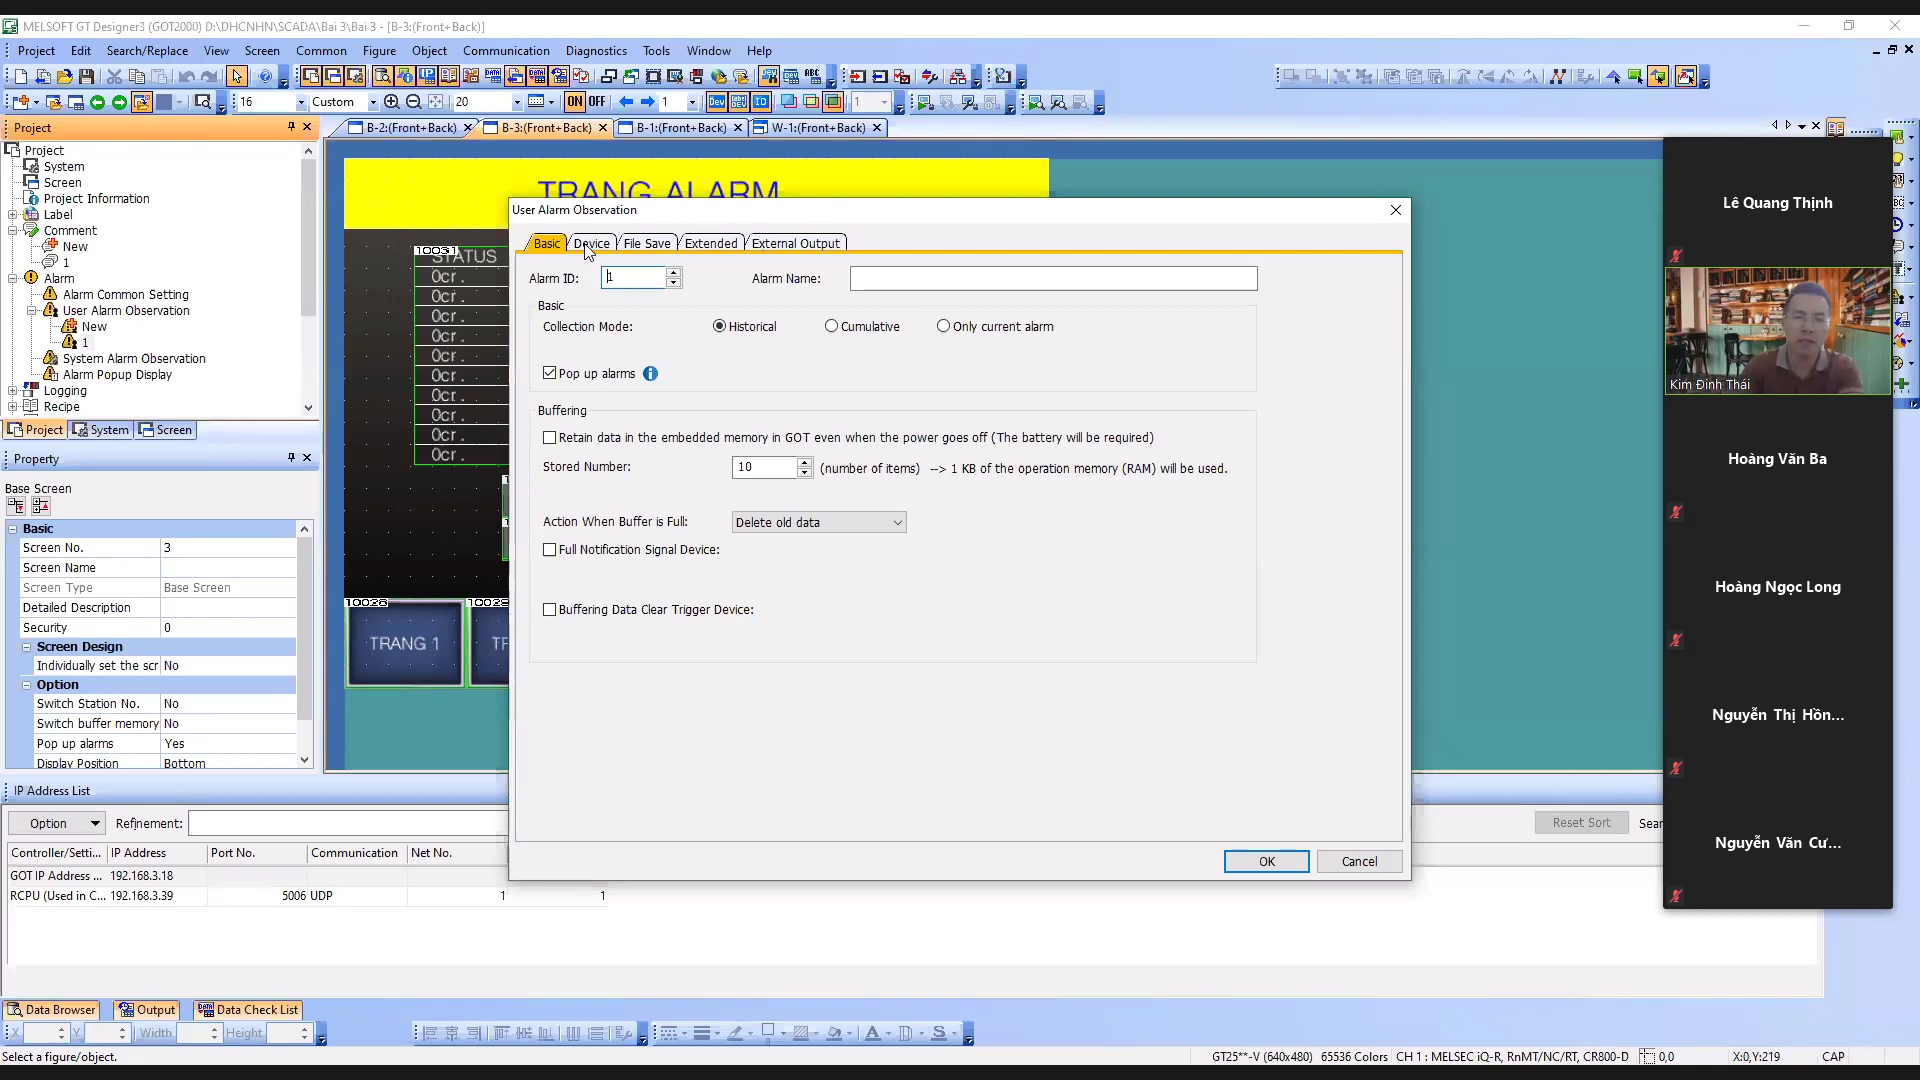 MELSOFT GT Designer3 (GOT2000) D:\DHCNHN\SCADA\Bai 3\Bai 3 - [B-3:(Front+Back)]
Project Edit Search/Replace View Screen Common Figure Object Communication Diagnostics Tools Window Help
16 Custom 20 ON OFF 1 Dev ID 1
Project
B-2:(Front+Back) B-3:(Front+Back) B-1:(Front+Back) W-1:(Front+Back)
Project
System
Screen
Project Information
Label
Comment
New
1
Alarm
Alarm Common Setting
User Alarm Observation
New
1
System Alarm Observation
Alarm Popup Display
Logging
Recipe
Project System Screen
Property
Base Screen
Basic
Screen No. 3
Screen Name
Screen Type Base Screen
Detailed Description
Security 0
Screen Design
Individually set the scr No
Option
Switch Station No. No
Switch buffer memory No
Pop up alarms Yes
Display Position Bottom
TRANG ALARM
10031
STATUS
Ocr.
Ocr.
Ocr.
Ocr.
Ocr.
Ocr.
Ocr.
Ocr.
Ocr.
Ocr.
10028 10029
TRANG 1
User Alarm Observation
Basic Device File Save Extended External Output
Alarm ID: 1 Alarm Name:
Basic
Collection Mode: Historical Cumulative Only current alarm
Pop up alarms
Buffering
Retain data in the embedded memory in GOT even when the power goes off (The battery will be required)
Stored Number: 10 (number of items) --> 1 KB of the operation memory (RAM) will be used.
Action When Buffer is Full: Delete old data
Full Notification Signal Device:
Buffering Data Clear Trigger Device:
OK Cancel
Lê Quang Thịnh
Kim Đình Thái
Hoàng Văn Ba
Hoàng Ngọc Long
Nguyễn Thị Hồn...
Nguyễn Văn Cư...
IP Address List
Option Refinement: Reset Sort Sear
Controller/Setti... IP Address Port No. Communication Net No.
GOT IP Address ... 192.168.3.18
RCPU (Used in C... 192.168.3.39 5006 UDP 1 1
Data Browser Output Data Check List
X Y Width Height
Select a figure/object.
GT25**-V (640x480) 65536 Colors CH 1 : MELSEC iQ-R, RnMT/NC/RT, CR800-D 0,0 X:0,Y:219 CAP